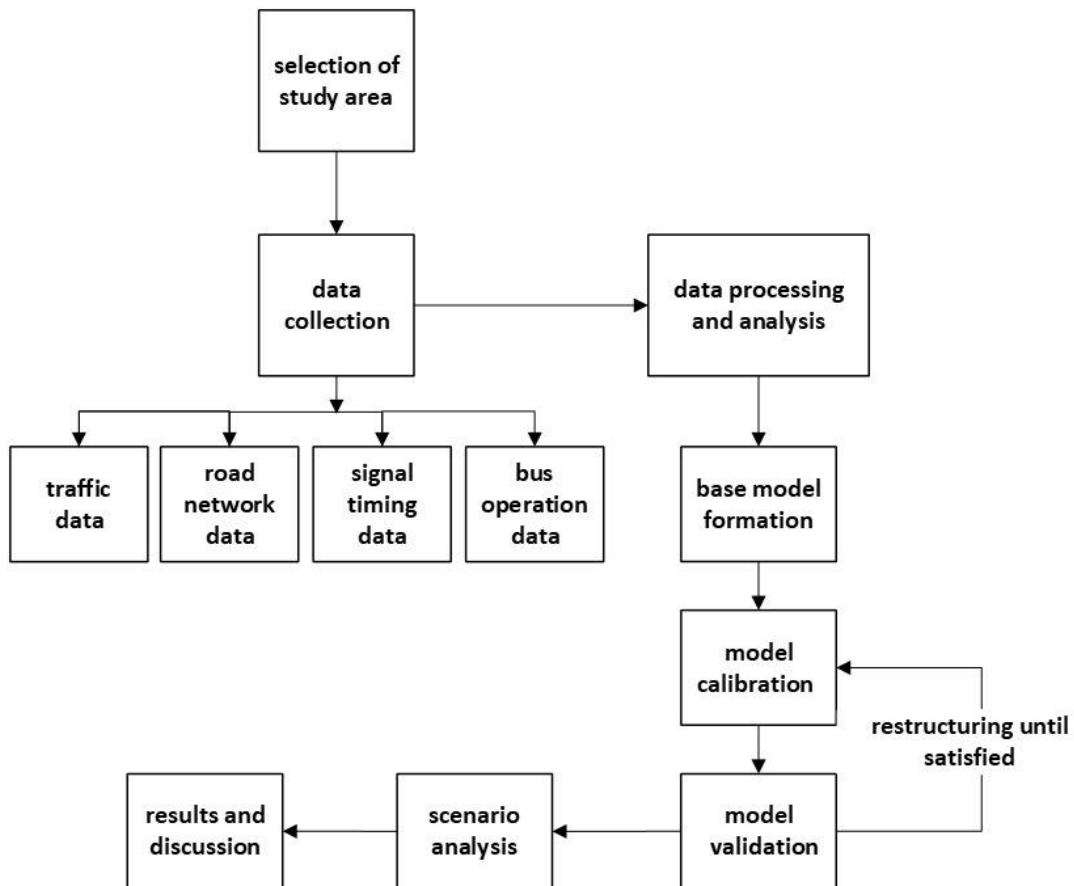 selection of
study area
data
collection
data processing
and analysis
traffic
data
road
network
data
signal
timing
data
bus
operation
data
base model
formation
model
calibration
restructuring until
satisfied
model
validation
scenario
analysis
results and
discussion